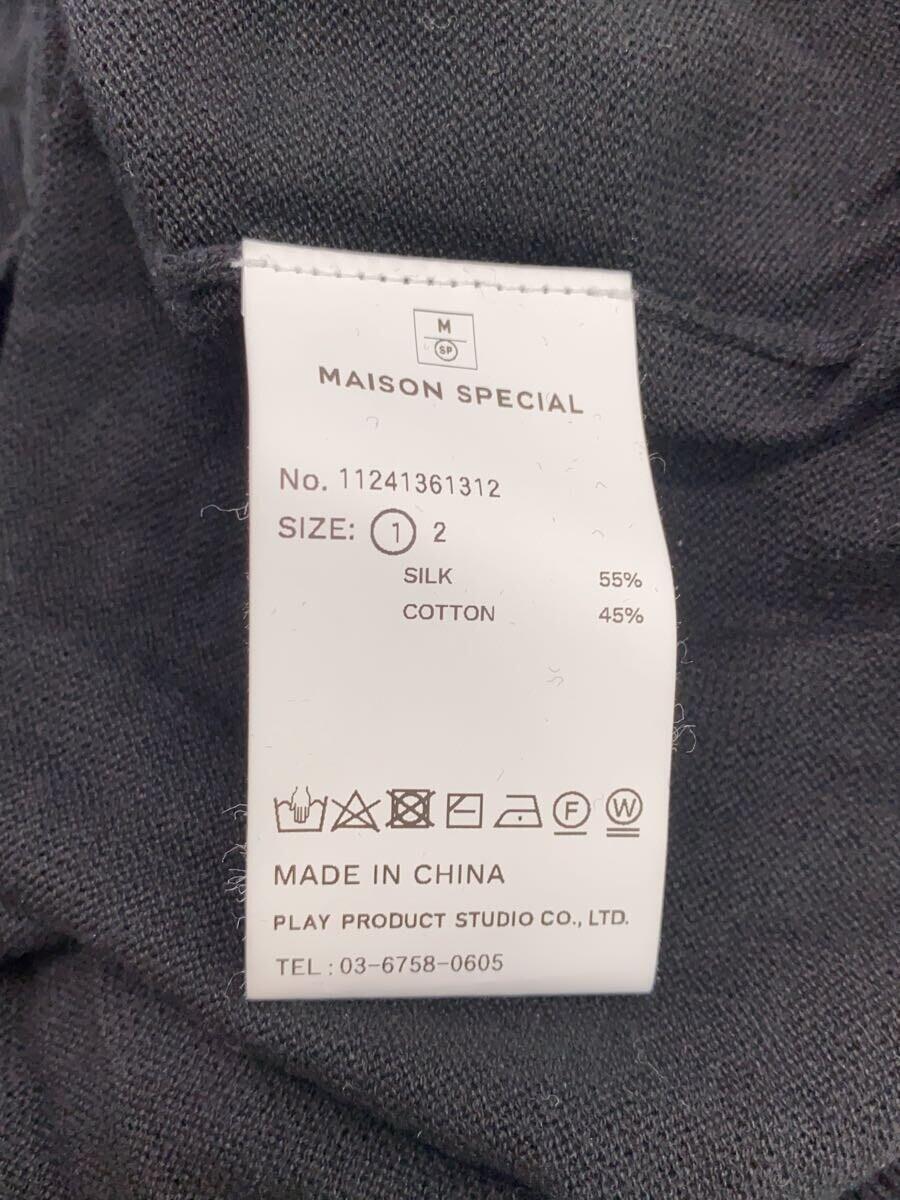 M
SP
MAISON SPECIAL
No. 11241361312
SIZE: 1 2
SILK 55%
COTTON 45%
F W
MADE IN CHINA
PLAY PRODUCT STUDIO CO., LTD.
TEL : 03-6758-0605